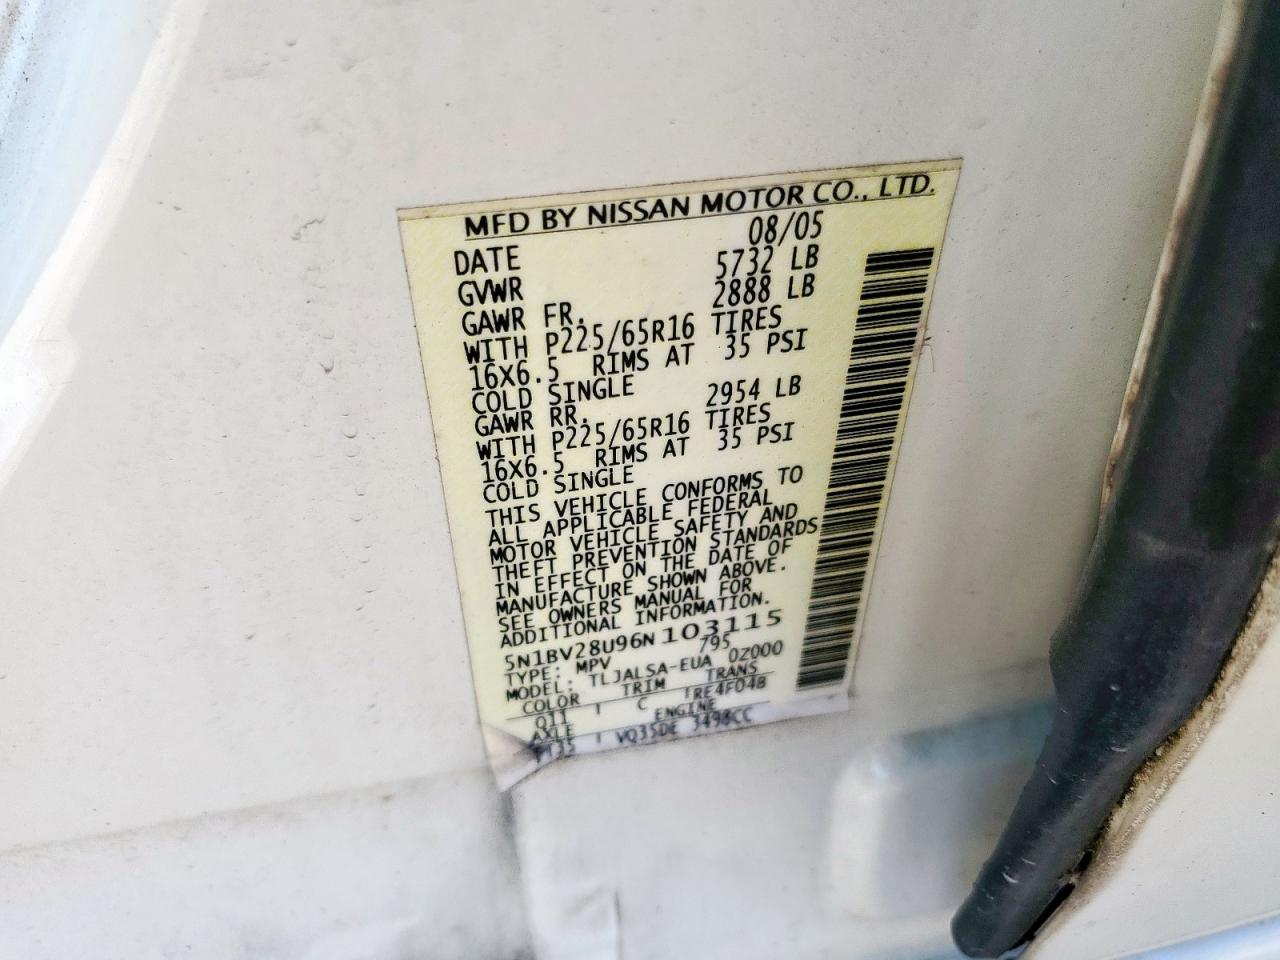 MFD BY NISSAN MOTOR CO., LTD.
DATE 08/05
GVWR 5732 LB
GAWR FR. 2888 LB
WITH P225/65R16 TIRES
16X6.5 RIMS AT 35 PSI
COLD SINGLE
GAWR RR. 2954 LB
WITH P225/65R16 TIRES
16X6.5 RIMS AT 35 PSI
COLD SINGLE
THIS VEHICLE CONFORMS TO
ALL APPLICABLE FEDERAL
MOTOR VEHICLE SAFETY AND
THEFT PREVENTION STANDARDS
IN EFFECT ON THE DATE OF
MANUFACTURE SHOWN ABOVE.
SEE OWNERS MANUAL FOR
ADDITIONAL INFORMATION.
5N1BV28U96N103115
TYPE: MPV 795
MODEL: TLJALSA-EUA 0Z000
COLOR TRIM TRANS
Q11 C RE4F04B
AXLE ENGINE
VQ35DE 3498CC